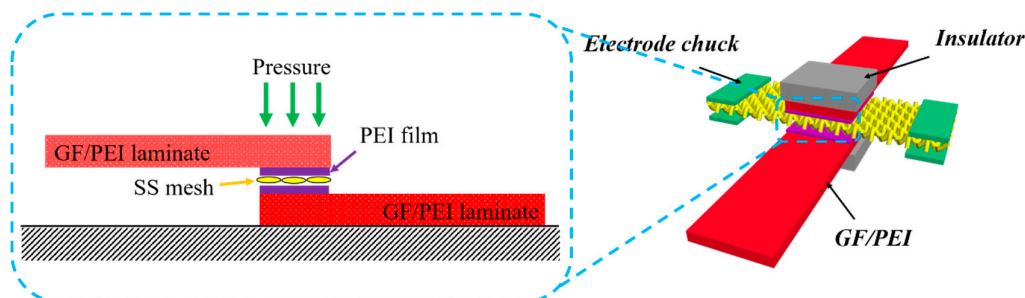 Pressure
GF/PEI laminate
PEI film
SS mesh
GF/PEI laminate
Electrode chuck
Insulator
GF/PEI